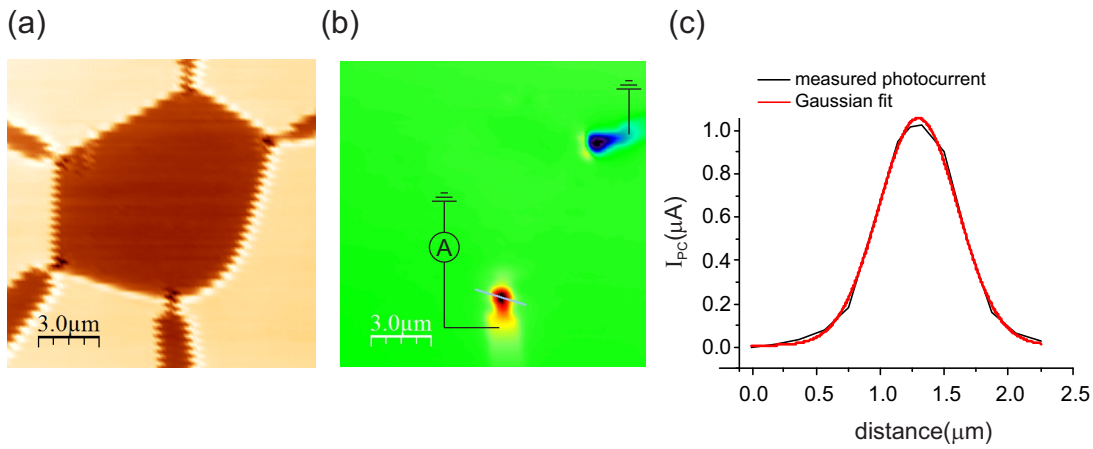 (a)
(b)
(c)
3.0μm
A
3.0μm
measured photocurrent
Gaussian fit
I_PC(μA)
1.0
0.8
0.6
0.4
0.2
0.0
0.0 0.5 1.0 1.5 2.0 2.5
distance(μm)